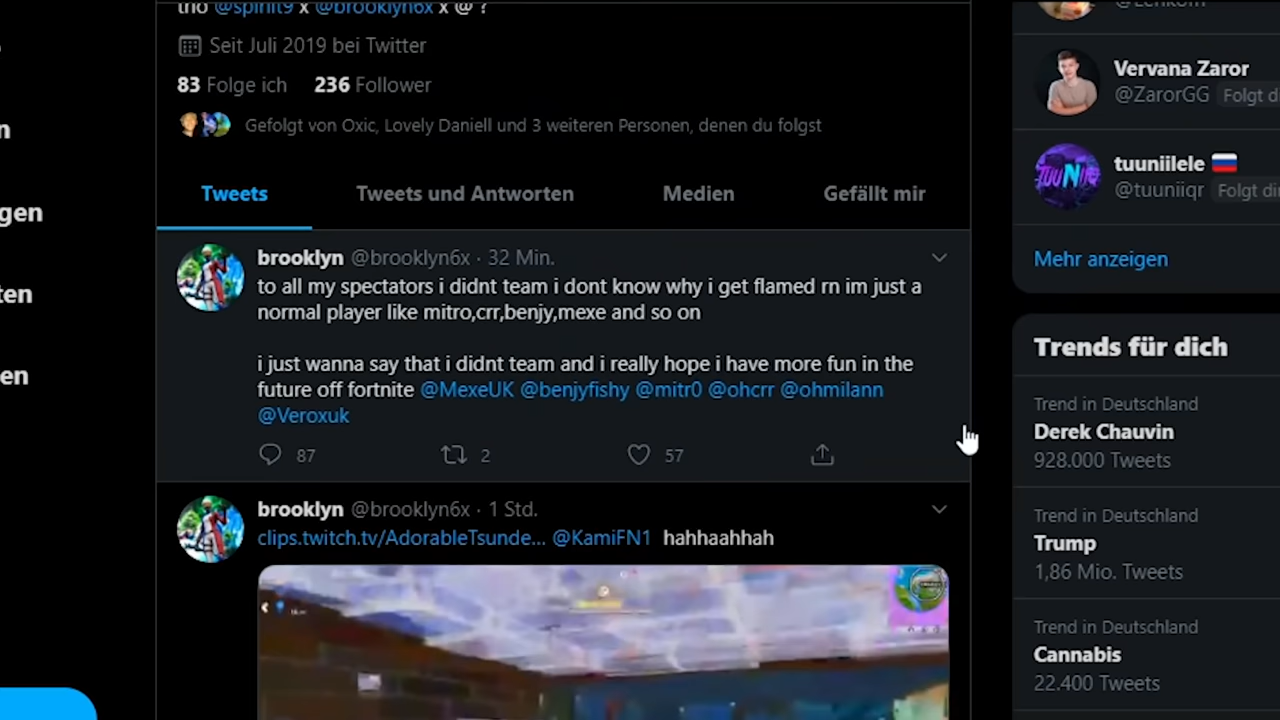 trio @spirit9 x @brooklyn6x x @ ?
Seit Juli 2019 bei Twitter
83 Folge ich 236 Follower
Gefolgt von Oxic, Lovely Daniell und 3 weiteren Personen, denen du folgst
Tweets Tweets und Antworten Medien Gefällt mir
brooklyn @brooklyn6x · 32 Min.
to all my spectators i didnt team i dont know why i get flamed rn im just a
normal player like mitro,crr,benjy,mexe and so on
i just wanna say that i didnt team and i really hope i have more fun in the
future off fortnite @MexeUK @benjyfishy @mitr0 @ohcrr @ohmilann
@Veroxuk
87 2 57
brooklyn @brooklyn6x · 1 Std.
clips.twitch.tv/AdorableTsunde... @KamiFN1 hahhaahhah
n
gen
ten
en
Vervana Zaror
@ZarorGG Folgt d
tuuniilele
@tuuniiqr Folgt di
Mehr anzeigen
Trends für dich
Trend in Deutschland
Derek Chauvin
928.000 Tweets
Trend in Deutschland
Trump
1,86 Mio. Tweets
Trend in Deutschland
Cannabis
22.400 Tweets